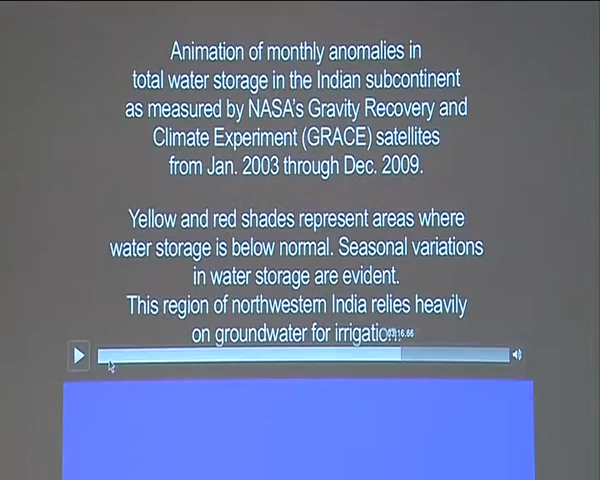 Animation of monthly anomalies in
total water storage in the Indian subcontinent
as measured by NASA's Gravity Recovery and
Climate Experiment (GRACE) satellites
from Jan. 2003 through Dec. 2009.
Yellow and red shades represent areas where
water storage is below normal. Seasonal variations
in water storage are evident.
This region of northwestern India relies heavily
on groundwater for irrigation.